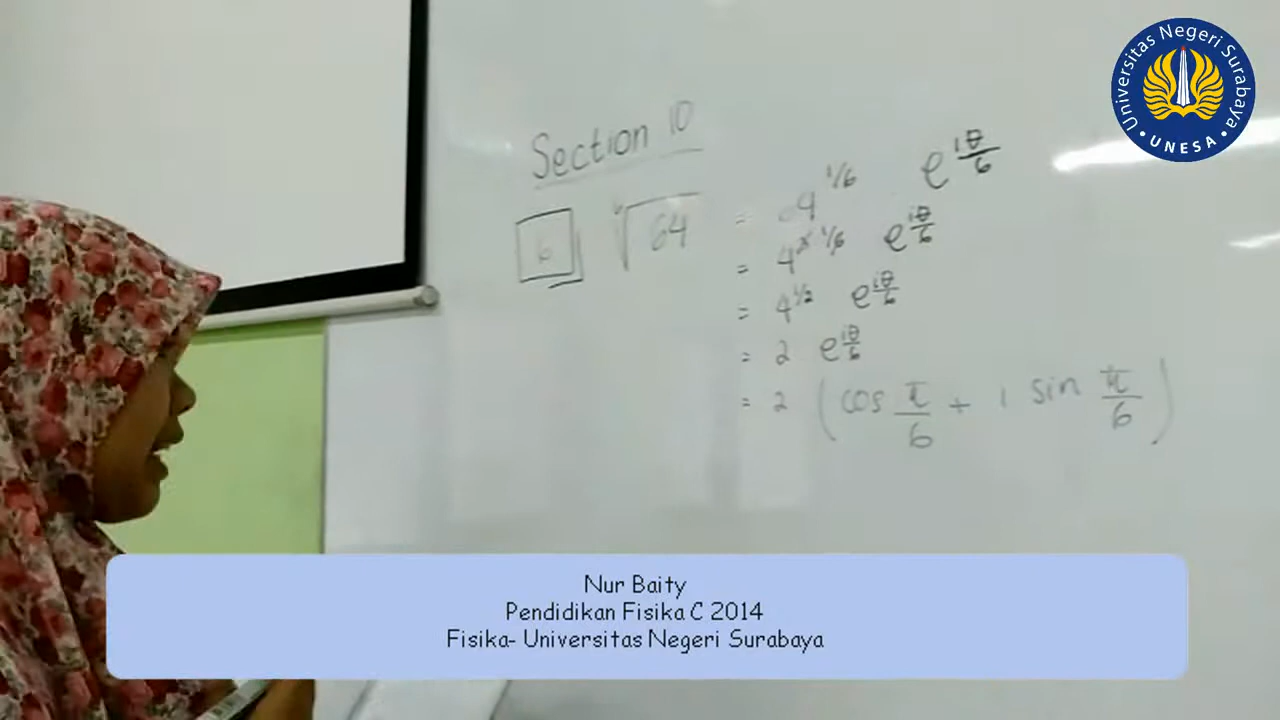 Universitas Negeri Surabaya
• UNESA •
Section 10
6 ⁶√64 = 64^1/6 e^iθ/6
= 4^3x1/6 e^iθ/6
= 4^1/2 e^iθ/6
= 2 e^iθ/6
= 2 (cos π/6 + i sin π/6)
Nur Baity
Pendidikan Fisika C 2014
Fisika- Universitas Negeri Surabaya